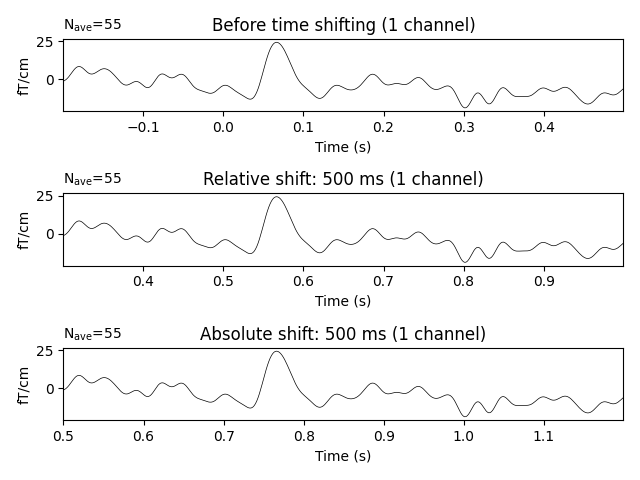 N_ave=55 Before time shifting (1 channel)
25
0
fT/cm
−0.1 0.0 0.1 0.2 0.3 0.4
Time (s)
N_ave=55 Relative shift: 500 ms (1 channel)
25
0
fT/cm
0.4 0.5 0.6 0.7 0.8 0.9
Time (s)
N_ave=55 Absolute shift: 500 ms (1 channel)
25
0
fT/cm
0.5 0.6 0.7 0.8 0.9 1.0 1.1
Time (s)